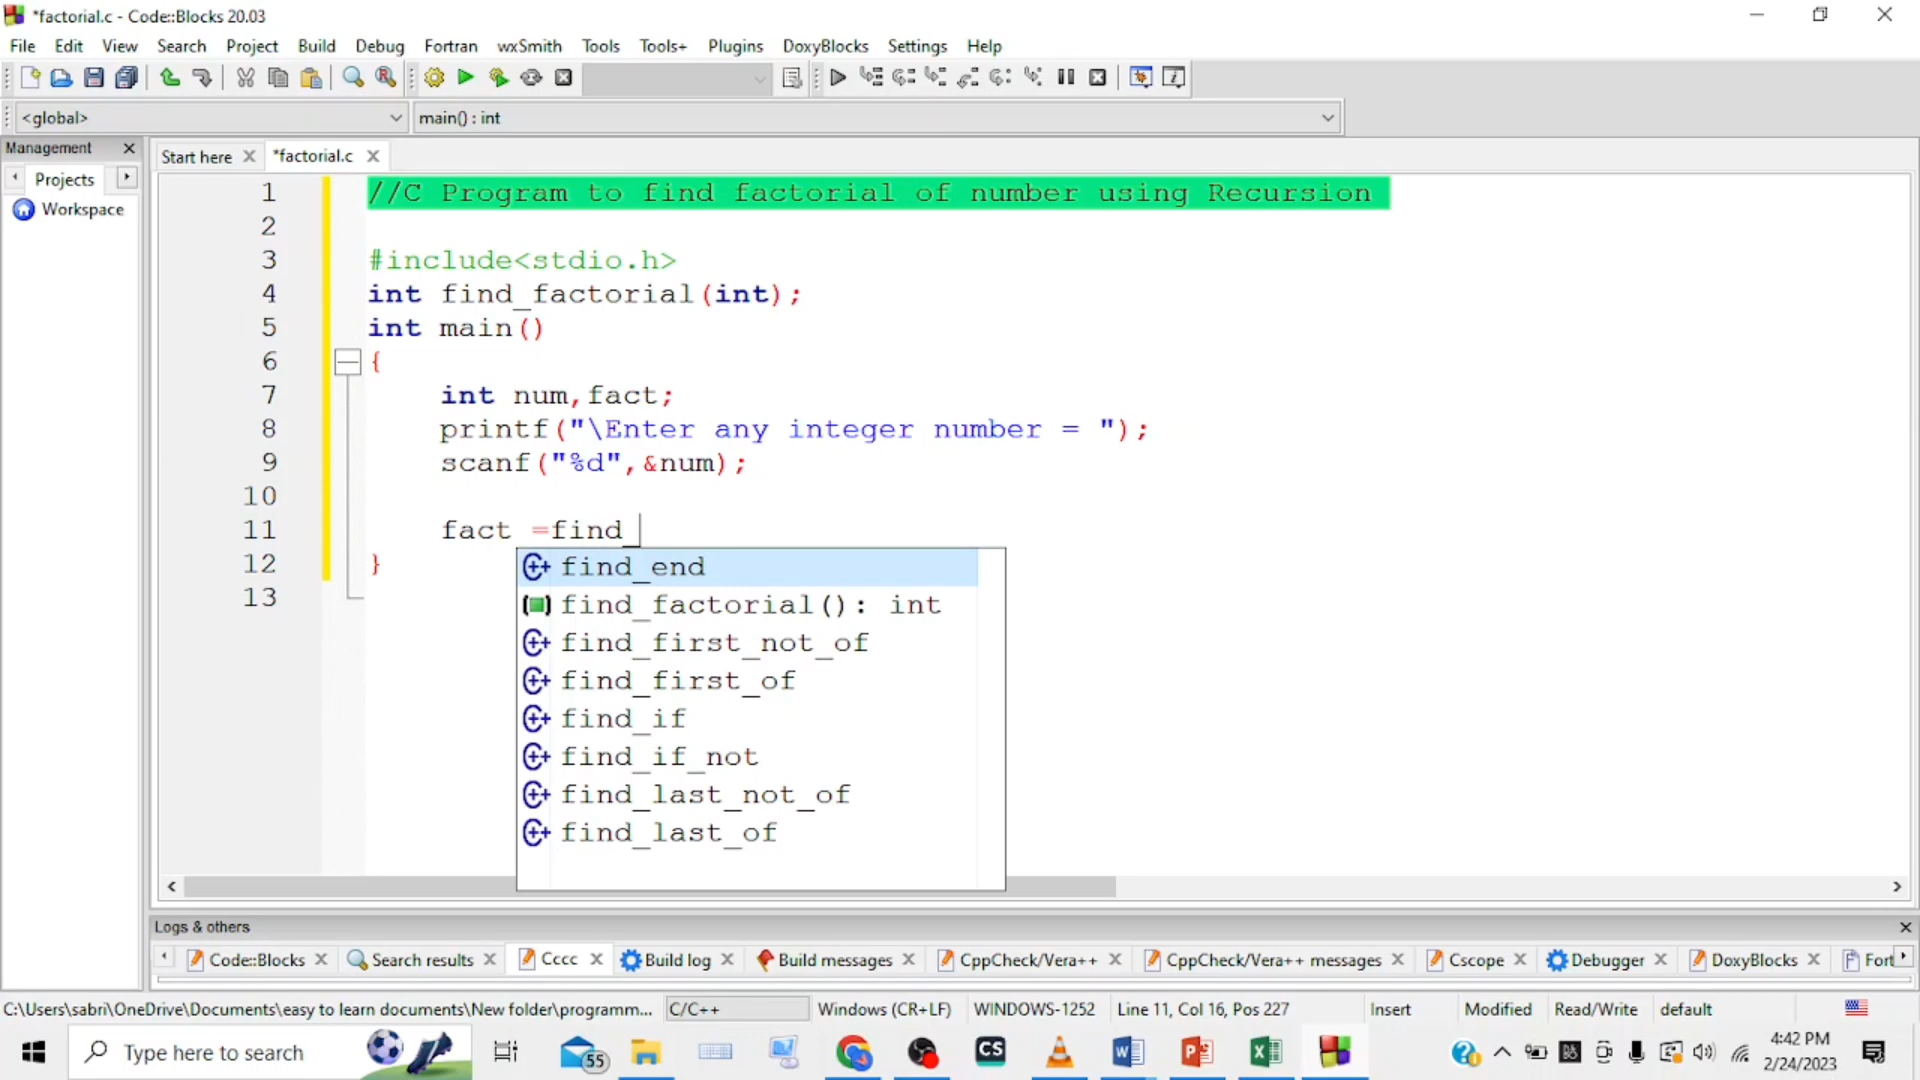 *factorial.c - Code::Blocks 20.03
File Edit View Search Project Build Debug Fortran wxSmith Tools Tools+ Plugins DoxyBlocks Settings Help
<global> main() : int
Management
Start here *factorial.c
Projects
Workspace
1 //C Program to find factorial of number using Recursion
2
3 #include<stdio.h>
4 int find_factorial(int);
5 int main()
6 {
7 int num,fact;
8 printf("\Enter any integer number = ");
9 scanf("%d",&num);
10
11 fact =find_
12 }
13
find_end
find_factorial(): int
find_first_not_of
find_first_of
find_if
find_if_not
find_last_not_of
find_last_of
Logs & others
Code::Blocks Search results Cccc Build log Build messages CppCheck/Vera++ CppCheck/Vera++ messages Cscope Debugger DoxyBlocks Fort
C:\Users\sabri\OneDrive\Documents\easy to learn documents\New folder\programm... C/C++ Windows (CR+LF) WINDOWS-1252 Line 11, Col 16, Pos 227 Insert Modified Read/Write default
Type here to search 55 CS 4:42 PM
2/24/2023